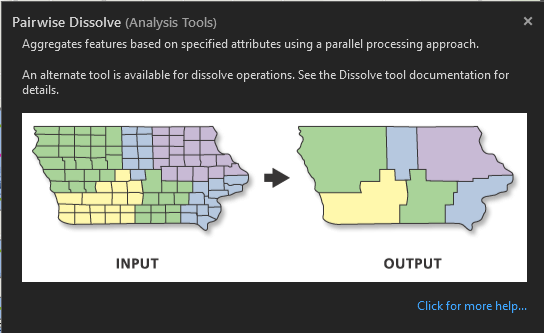 Pairwise Dissolve (Analysis Tools)
Aggregates features based on specified attributes using a parallel processing approach.
An alternate tool is available for dissolve operations. See the Dissolve tool documentation for
details.
INPUT
OUTPUT
Click for more help...